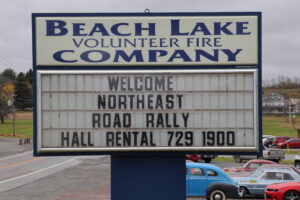 BEACH LAKE
VOLUNTEER FIRE
COMPANY
WELCOME
NORTHEAST
ROAD RALLY
HALL RENTAL 729 1900